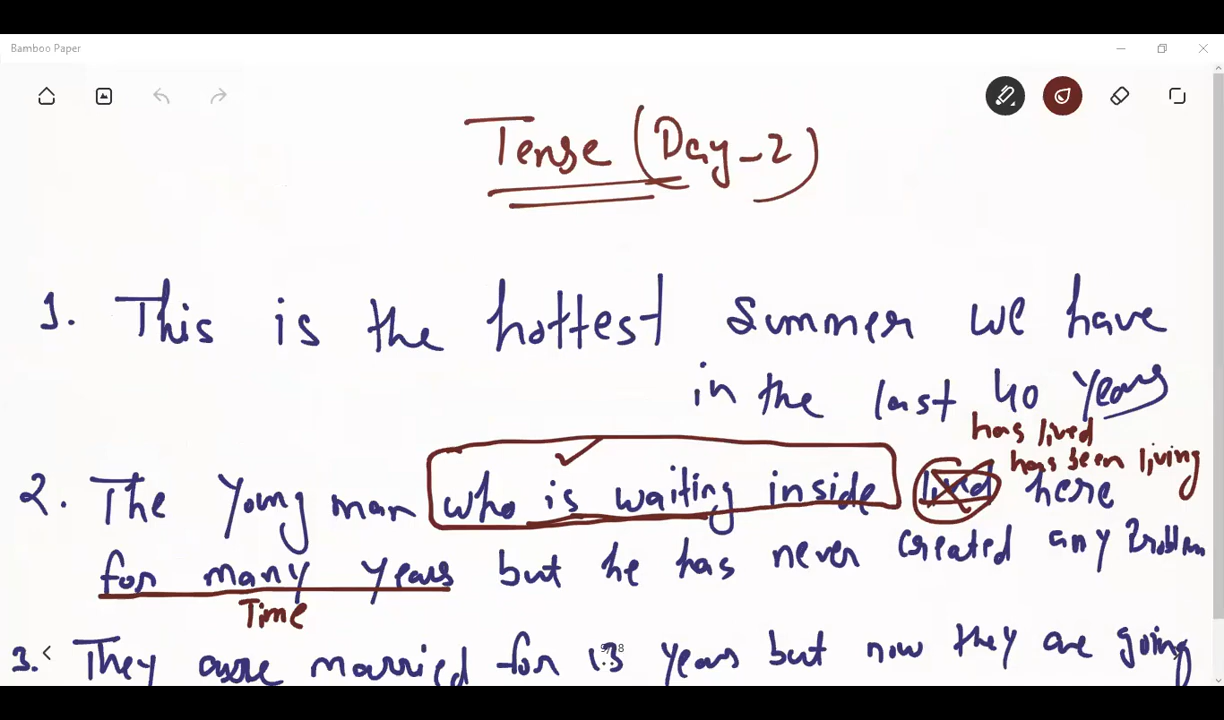 Bamboo Paper
Tense (Day-2)
1. This is the hottest summer we have
in the last 40 years
has lived
has been living
2. The young man who is waiting inside lived here
for many years but he has never created any Problem
Time
3. They are married for 13 years but now they are going